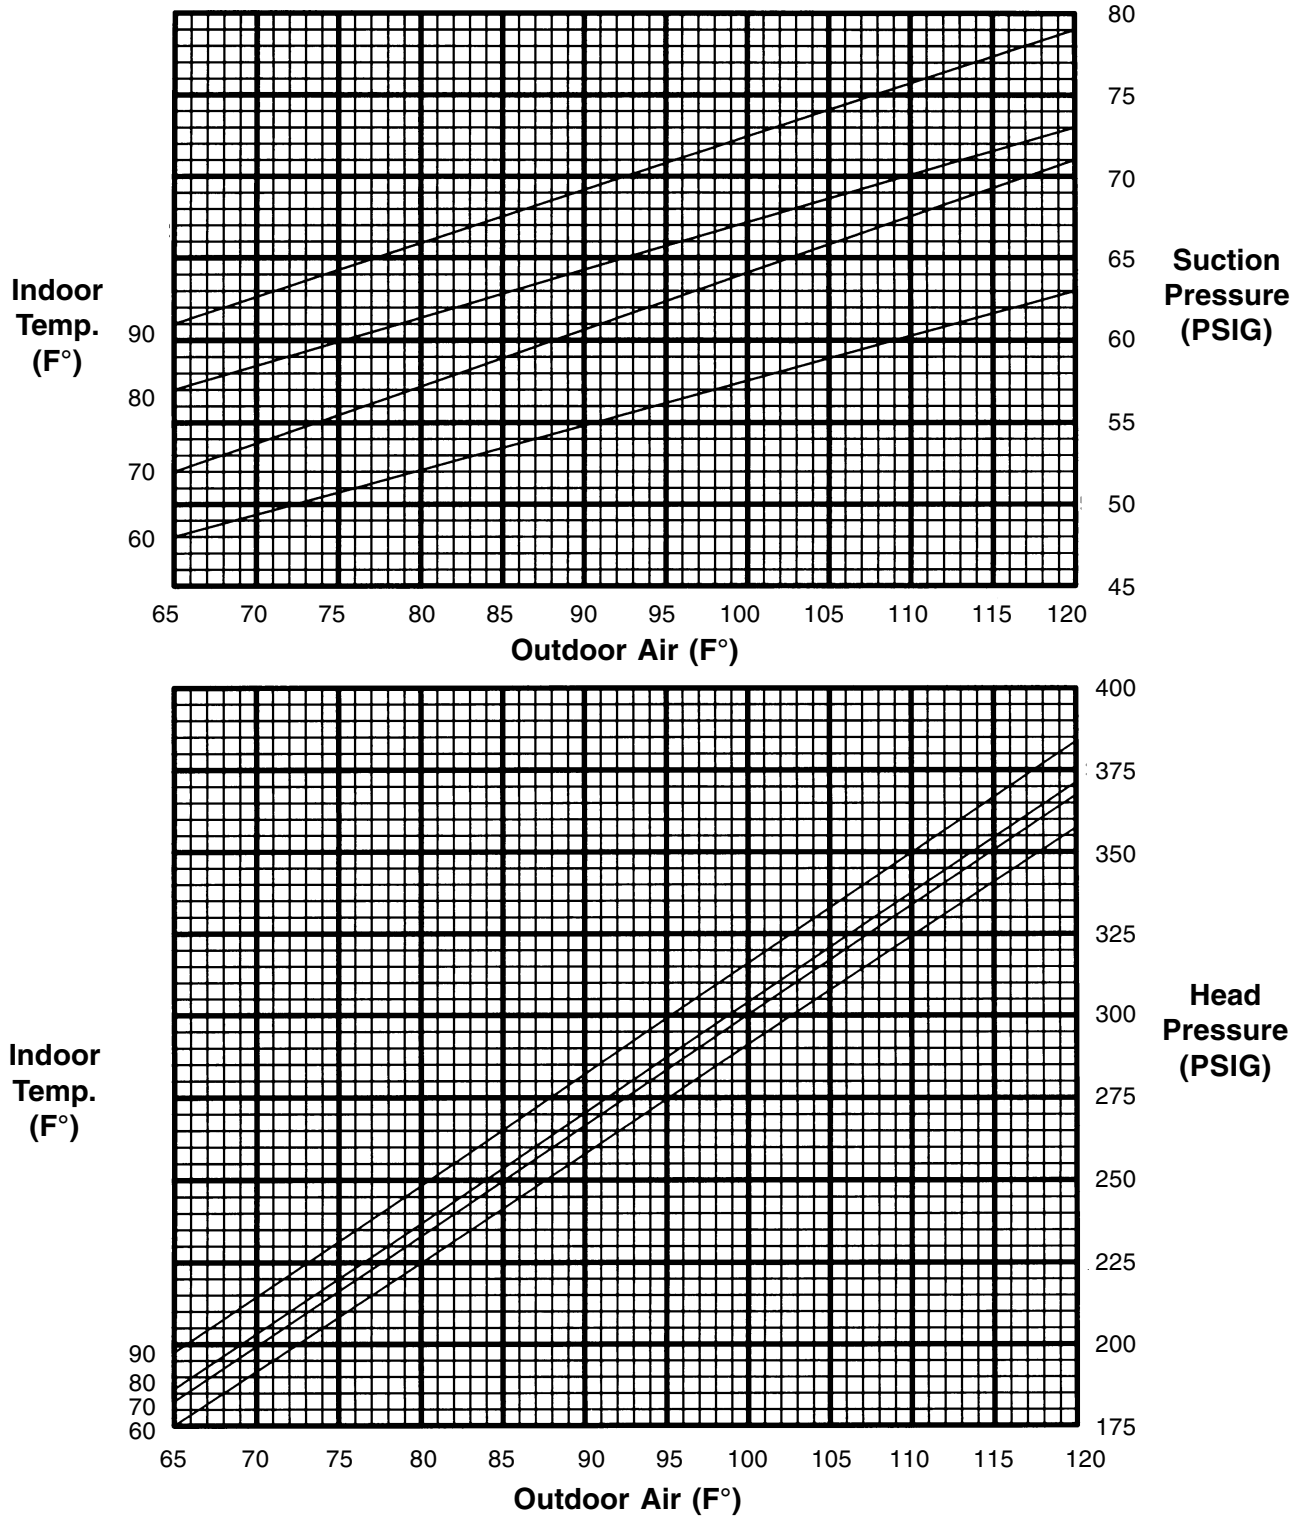 80
75
70
65
60
55
50
45
Indoor
Temp.
(F°)
90
80
70
60
Suction
Pressure
(PSIG)
65 70 75 80 85 90 95 100 105 110 115 120
Outdoor Air (F°)
400
375
350
325
300
275
250
225
200
175
Indoor
Temp.
(F°)
90
80
70
60
Head
Pressure
(PSIG)
65 70 75 80 85 90 95 100 105 110 115 120
Outdoor Air (F°)